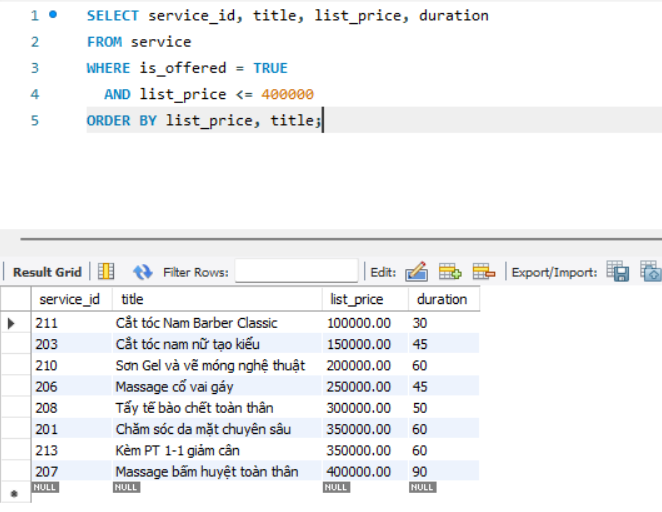 1 SELECT service_id, title, list_price, duration
2 FROM service
3 WHERE is_offered = TRUE
4 AND list_price <= 400000
5 ORDER BY list_price, title;
Result Grid Filter Rows: Edit: Export/Import:
service_id title list_price duration
211 Cắt tóc Nam Barber Classic 100000.00 30
203 Cắt tóc nam nữ tạo kiểu 150000.00 45
210 Sơn Gel và vẽ móng nghệ thuật 200000.00 60
206 Massage cổ vai gáy 250000.00 45
208 Tẩy tế bào chết toàn thân 300000.00 50
201 Chăm sóc da mặt chuyên sâu 350000.00 60
213 Kèm PT 1-1 giảm cân 350000.00 60
207 Massage bấm huyệt toàn thân 400000.00 90
NULL NULL NULL NULL